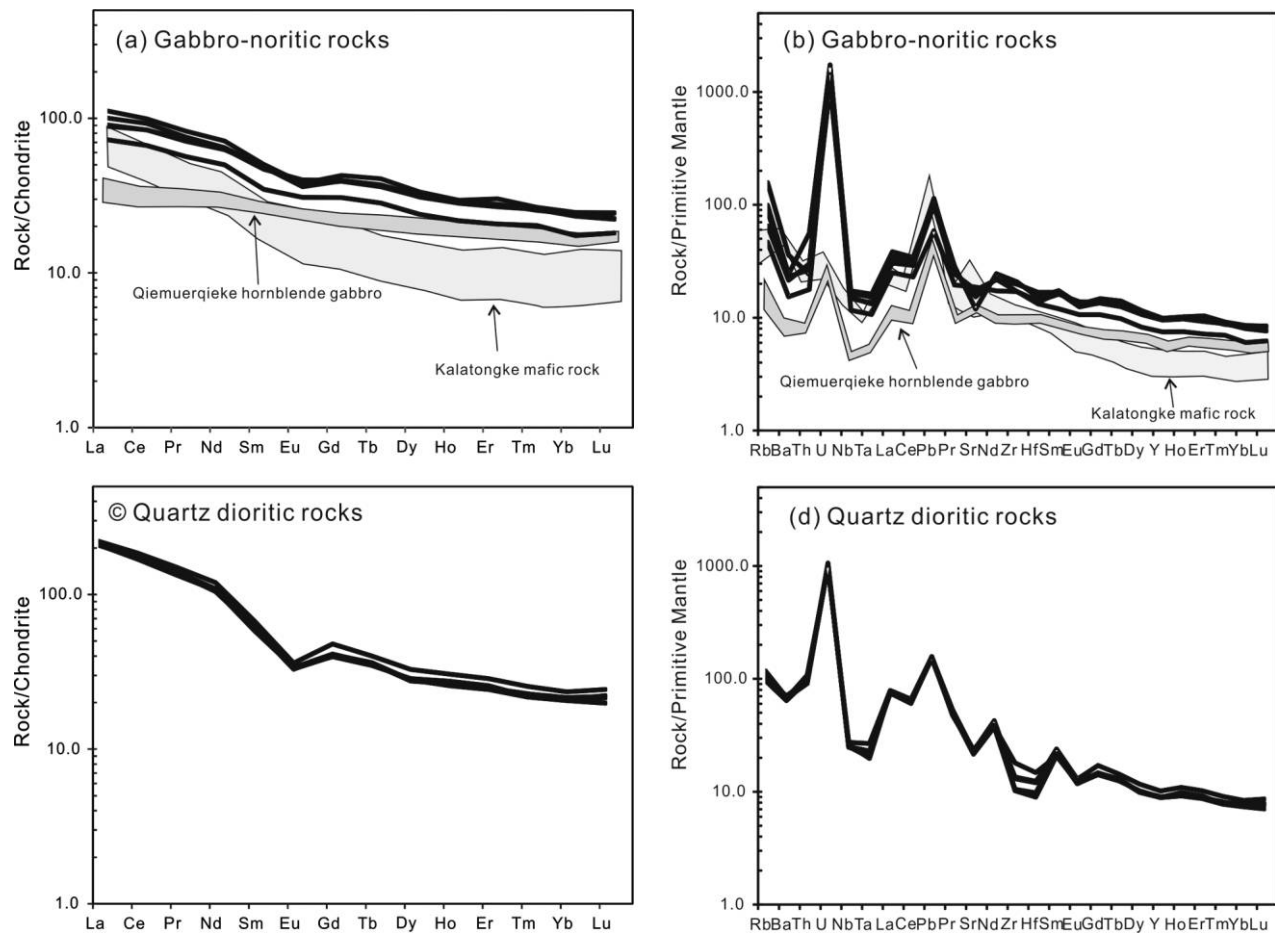 (a) Gabbro-noritic rocks
Rock/Chondrite
100.0
10.0
1.0
Qiemuerqieke hornblende gabbro
Kalatongke mafic rock
La Ce Pr Nd Sm Eu Gd Tb Dy Ho Er Tm Yb Lu
(b) Gabbro-noritic rocks
Rock/Primitive Mantle
1000.0
100.0
10.0
1.0
Qiemuerqieke hornblende gabbro
Kalatongke mafic rock
RbBaTh U NbTa LaCePbPr SrNdZr HfSmEuGdTbDy Y HoErTmYbLu
© Quartz dioritic rocks
Rock/Chondrite
100.0
10.0
1.0
La Ce Pr Nd Sm Eu Gd Tb Dy Ho Er Tm Yb Lu
(d) Quartz dioritic rocks
Rock/Primitive Mantle
1000.0
100.0
10.0
1.0
RbBaTh U NbTa LaCePbPr SrNdZr HfSmEuGdTbDy Y HoErTmYbLu